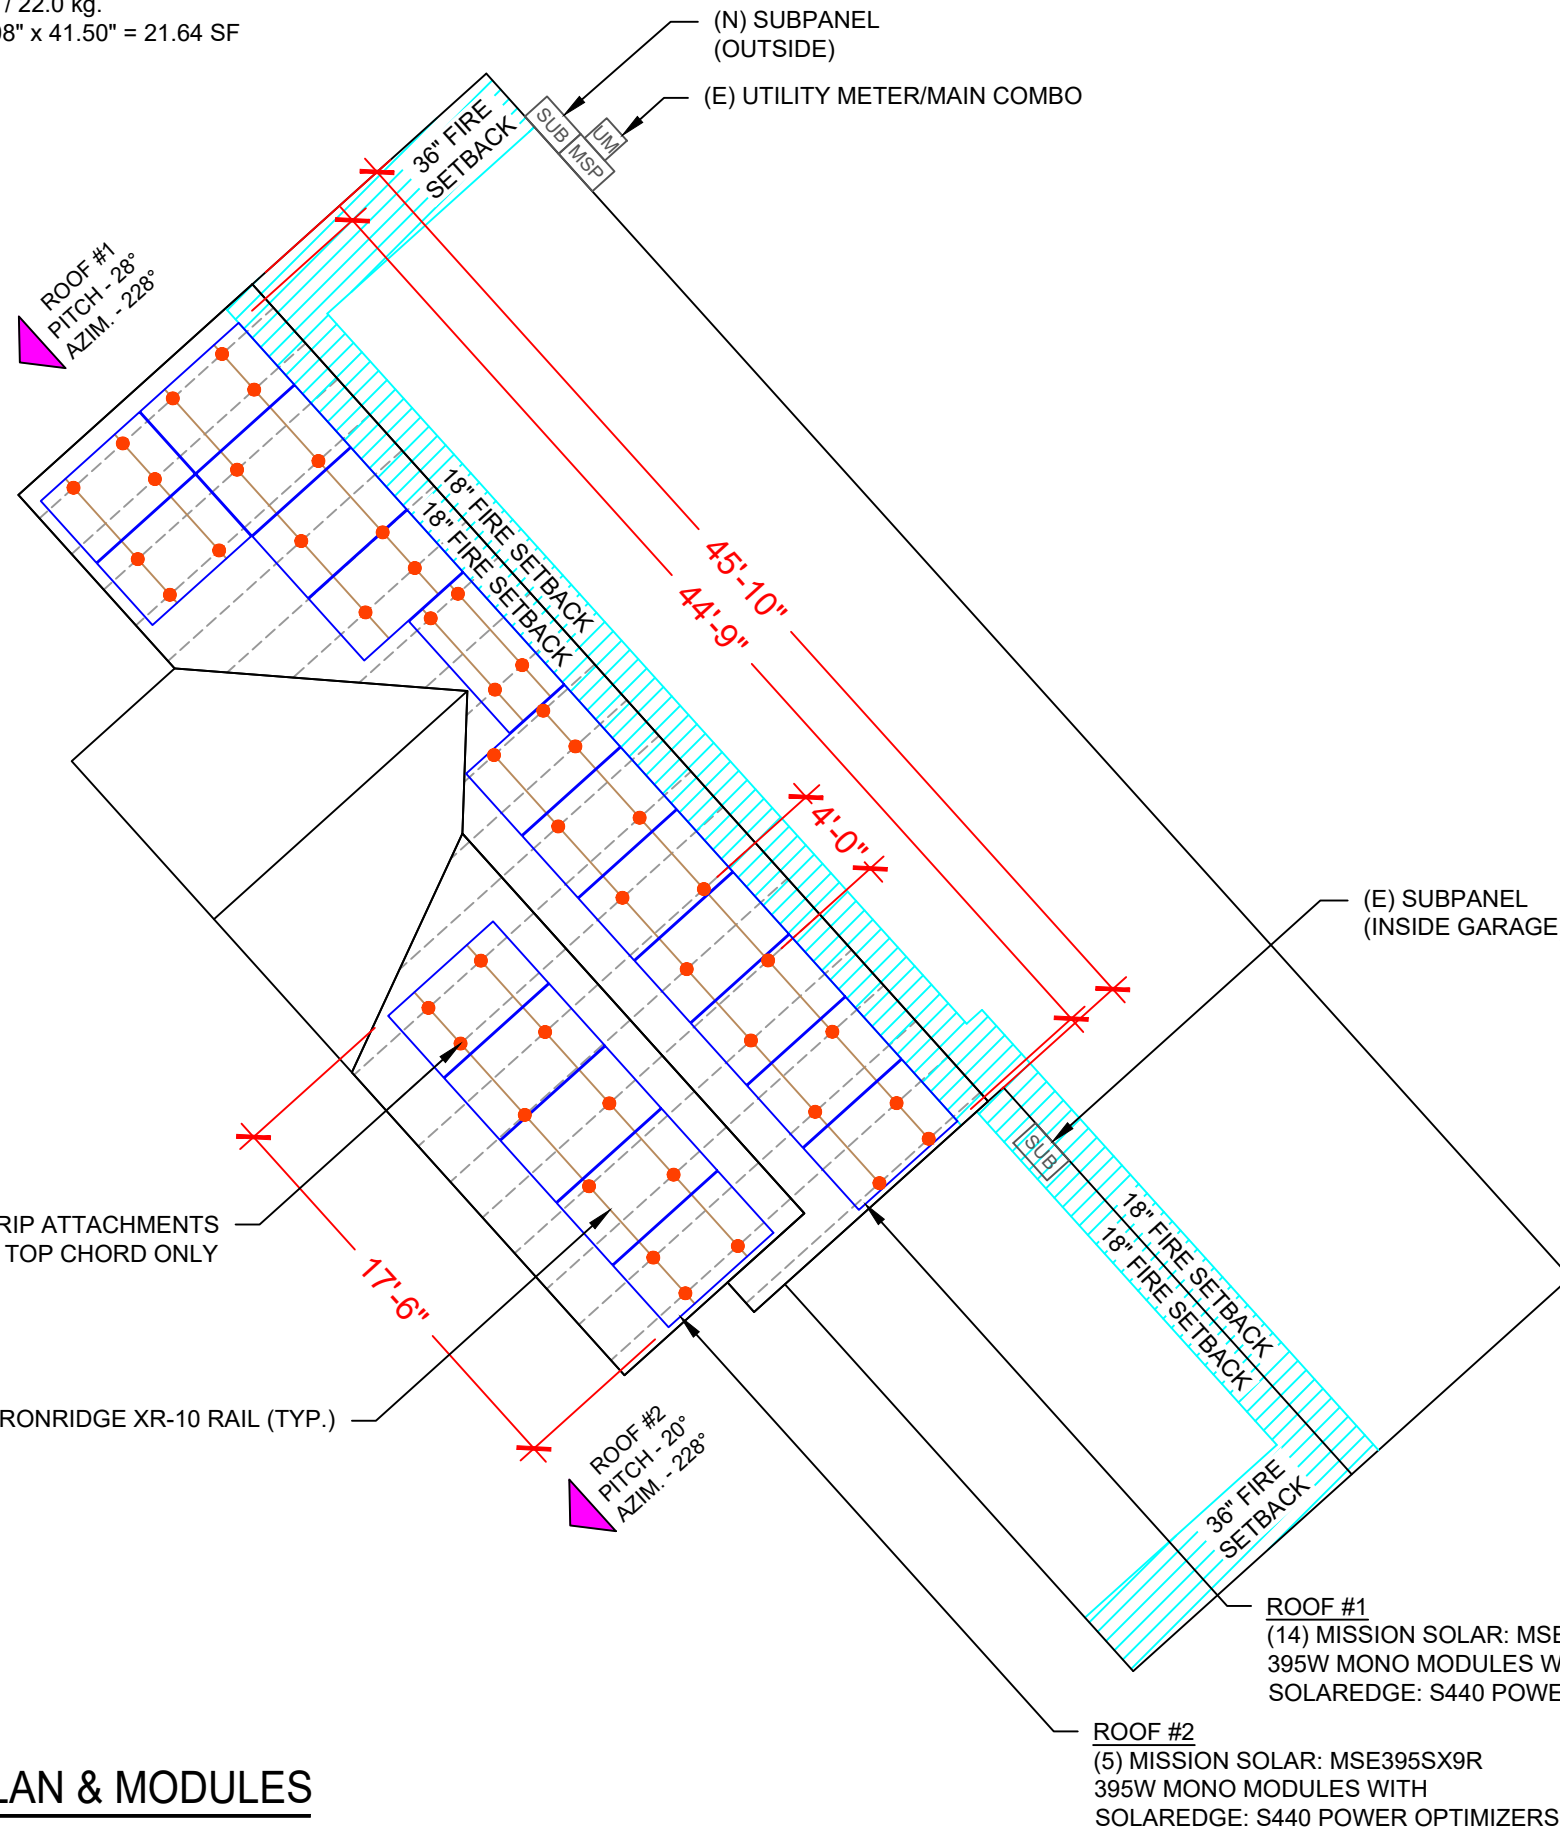 / 22.0 kg.
8" x 41.50" = 21.64 SF
(N) SUBPANEL
(OUTSIDE)
(E) UTILITY METER/MAIN COMBO
SUB
MSP
UM
36" FIRE
SETBACK
ROOF #1
PITCH - 28°
AZIM. - 228°
18" FIRE SETBACK
18" FIRE SETBACK
45'-10"
44'-9"
4'-0"
(E) SUBPANEL
(INSIDE GARAGE
SUB
RIP ATTACHMENTS
TOP CHORD ONLY
17'-6"
RONRIDGE XR-10 RAIL (TYP.)
ROOF #2
PITCH - 20°
AZIM. - 228°
18" FIRE SETBACK
18" FIRE SETBACK
36" FIRE
SETBACK
ROOF #1
(14) MISSION SOLAR: MSE
395W MONO MODULES W
SOLAREDGE: S440 POWE
ROOF #2
(5) MISSION SOLAR: MSE395SX9R
395W MONO MODULES WITH
SOLAREDGE: S440 POWER OPTIMIZERS
LAN & MODULES